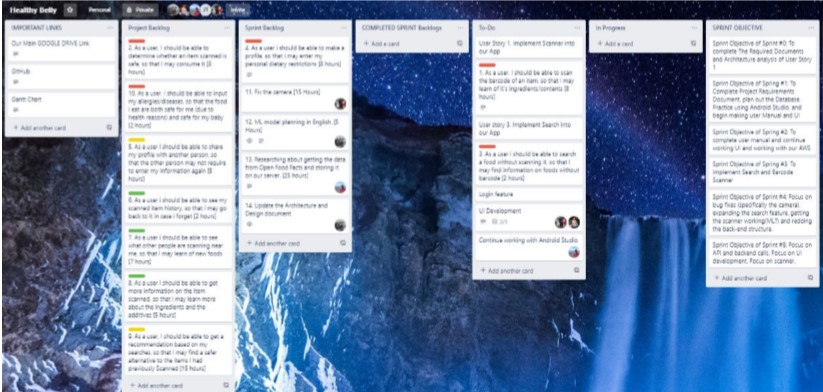 Healthy Belly
Personal
Private
Invite
IMPORTANT LINKS
Our Main GOOGLE DRIVE Link
GitHub
Gantt Chart
+ Add another card
Project Backlog
2. As a user, I should be able to
determine whether an item scanned is
safe, so that I may consume it [3
hours]
10. As a user, I should be able to input
my allergies/diseases, so that the food
I eat are both safe for me (due to
health reasons) and safe for my baby
[2 hours]
5. As a user, I should be able to share
my profile with another person, so
that the other person may not require
to enter my information again [5
hours]
6. As a user, I should be able to see my
scanned item history, so that I may go
back to it in case I forget [2 hours]
7. As a user, I should be able to see
what other people are scanning near
me, so that I may learn of new foods
[7 hours]
8. As a user, I should be able to get
more information on the item
scanned, so that I may learn more
about the ingredients and the
additives [5 hours]
9. As a user, I should be able to get a
recommendation based on my
searches, so that I may find a safer
alternative to the items I had
previously Scanned [15 hours]
+ Add another card
Sprint Backlog
4. As a user, I should be able to make a
profile, so that I may enter my
personal dietary restrictions [8 hours]
11. Fix the camera [15 Hours]
12. ML model planning in English. [5
Hours]
13. Researching about getting the data
from Open Food Facts and storing it
on our server. [25 hours]
14. Update the Architecture and
Design document
+ Add another card
COMPLETED SPRINT Backlogs
+ Add a card
To-Do
User Story 1. Implement Scanner into
our App
1. As a user, I should be able to scan
the barcode of an item, so that I may
learn of it's ingredients/contents [8
hours]
User story 3. Implement Search into
our App
3. As a user, I should be able to search
a food without scanning it, so that I
may find information on foods without
barcode [2 hours]
Login feature
UI Development
Continue working with Android Studio
+ Add another card
In Progress
+ Add a card
SPRINT OBJECTIVE
Sprint Objective of Sprint #0: to
complete The Required Documents
and Architecture analysis of User Story
1
Sprint Objective of Sprint #1: To
Complete Project Requirements
Document, plan out the Database
Practice using Android Studio, and
begin making user Manual and UI
Sprint Objective of Sprint #2: To
complete user manual and continue
working UI and working with our AWS
Sprint Objective of Sprint #3: To
implement Search and Barcode
Scanner
Sprint Objective of Sprint #4: Focus on
bug fixes (specifically the camera)
expanding the search feature, getting
the scanner working(MLT) and redoing
the back-end structure.
Sprint Objective of Sprint #5: Focus on
API and backend calls. Focus on UI
development. Focus on scanner.
+ Add another card